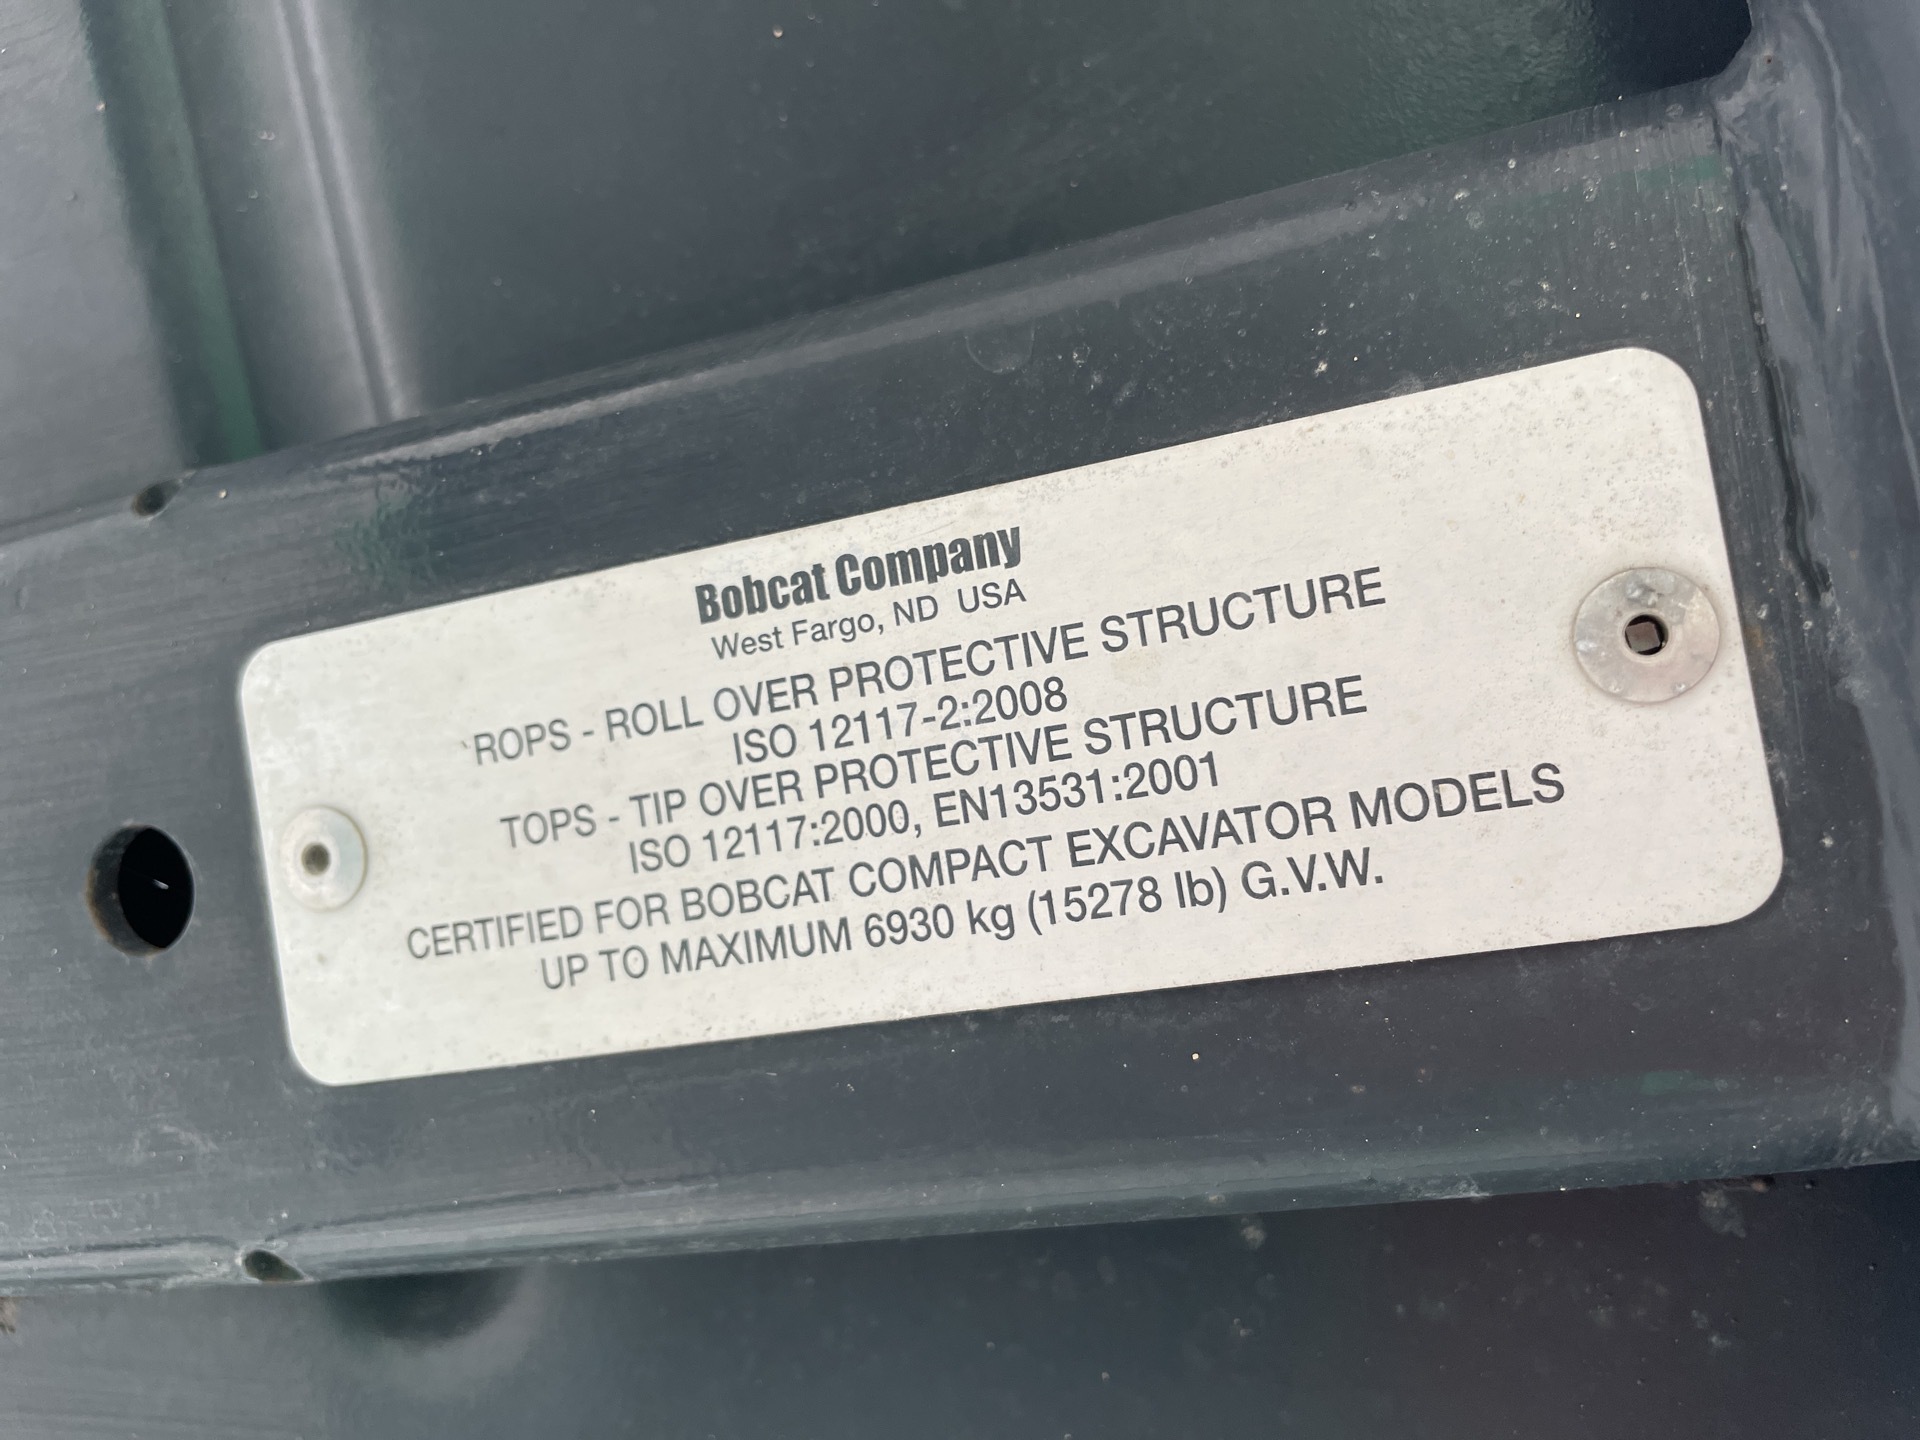 Bobcat Company
West Fargo, ND USA
ROPS - ROLL OVER PROTECTIVE STRUCTURE
ISO 12117-2:2008
TOPS - TIP OVER PROTECTIVE STRUCTURE
ISO 12117:2000, EN13531:2001
CERTIFIED FOR BOBCAT COMPACT EXCAVATOR MODELS
UP TO MAXIMUM 6930 kg (15278 lb) G.V.W.